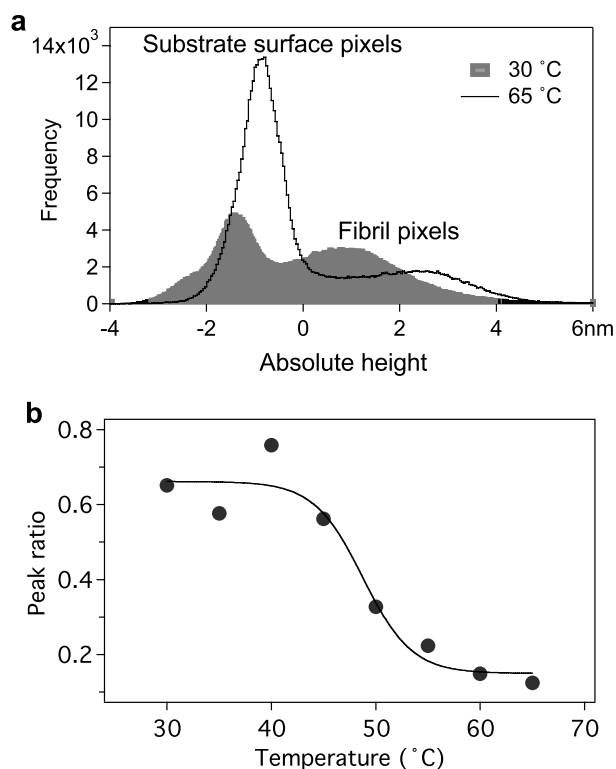 a
14x10³
Substrate surface pixels
30 ˚C
65 ˚C
12
10
Frequency
8
6
4
Fibril pixels
2
0
-4
-2
0
2
4
6nm
Absolute height
b
0.8
0.6
Peak ratio
0.4
0.2
30
40
50
60
70
Temperature (˚C)